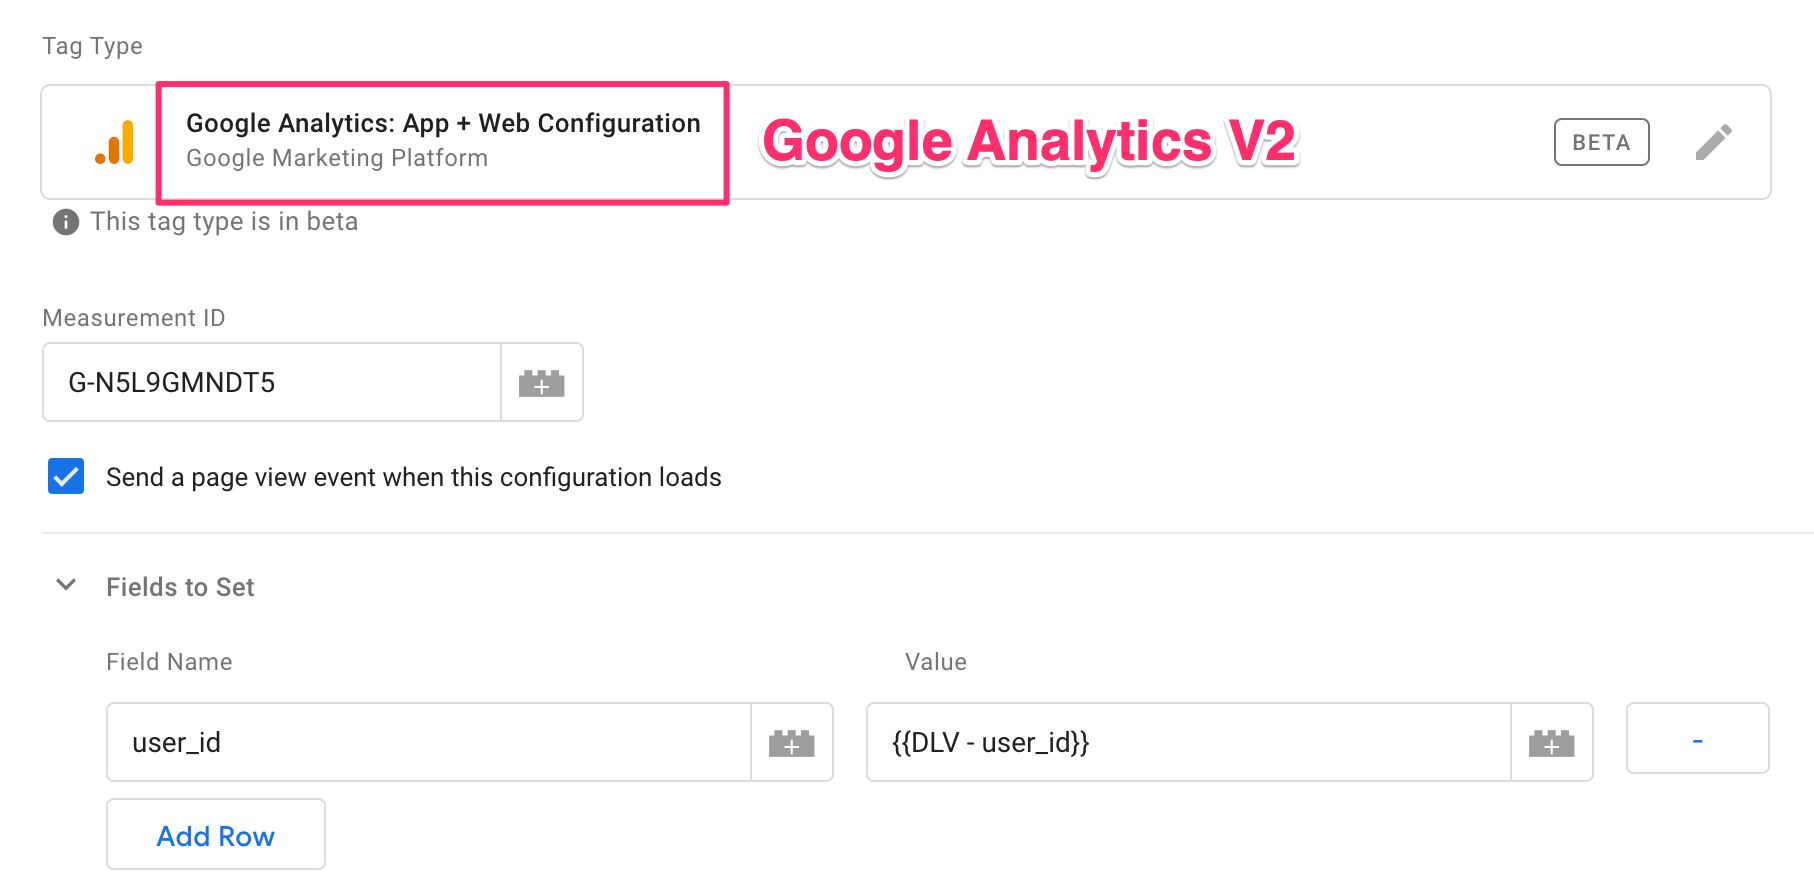 Tag Type
Google Analytics: App + Web Configuration
Google Marketing Platform
Google Analytics V2
BETA
This tag type is in beta
Measurement ID
G-N5L9GMNDT5
Send a page view event when this configuration loads
Fields to Set
Field Name
Value
user_id
{{DLV - user_id}}
-
Add Row